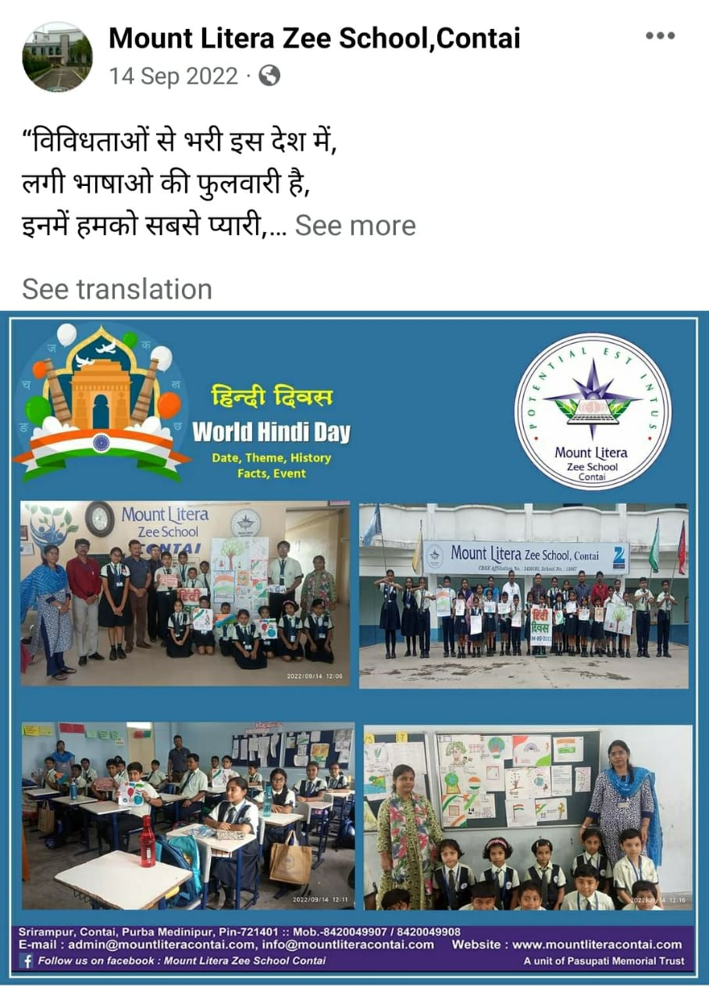 Mount Litera Zee School,Contai
14 Sep 2022 ·
“विविधताओं से भरी इस देश में,
लगी भाषाओ की फुलवारी है,
इनमें हमको सबसे प्यारी,... See more
See translation
ज
क
च
ख
ङ
छ
हिन्दी दिवस
World Hindi Day
Date, Theme, History
Facts, Event
POTENTIAL EST INTUS
Mount Litera
Zee School
Contai
Mount Litera
Zee School
CONTAI
हिंदी
2022/09/14 12:06
Mount Litera Zee School, Contai
हिंदी
दिवस
2022/09/14 12:11
2022/09/14 12:16
Srirampur, Contai, Purba Medinipur, Pin-721401 :: Mob.-8420049907 / 8420049908
E-mail : admin@mountliteracontai.com, info@mountliteracontai.com Website : www.mountliteracontai.com
Follow us on facebook : Mount Litera Zee School Contai
A unit of Pasupati Memorial Trust